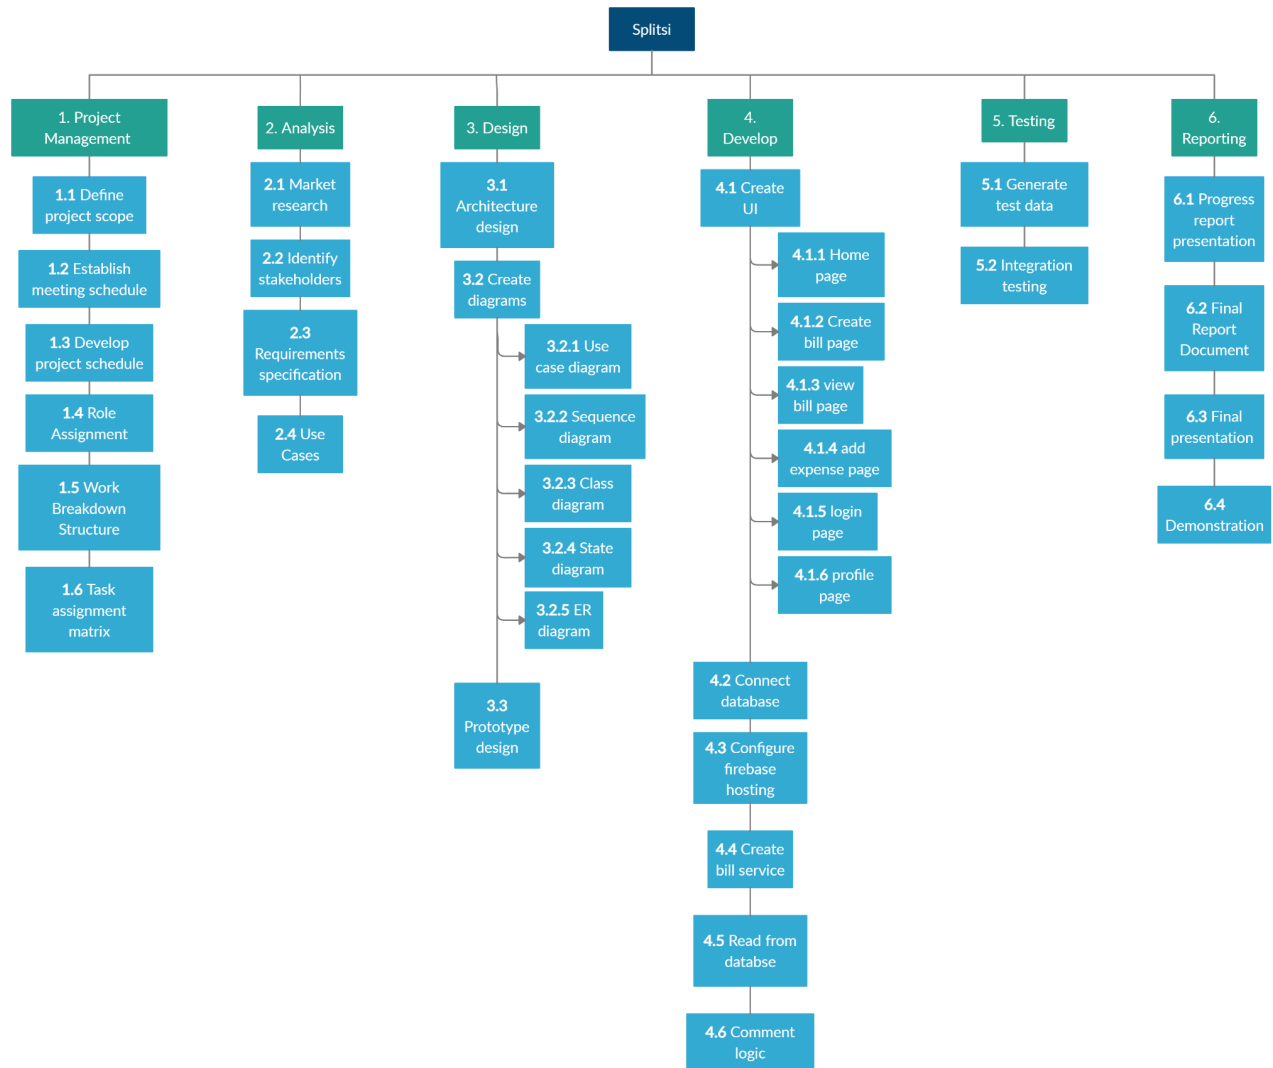 Splitsi
1. Project
Management
1.1 Define
project scope
1.2 Establish
meeting schedule
1.3 Develop
project schedule
1.4 Role
Assignment
1.5 Work
Breakdown
Structure
1.6 Task
assignment
matrix
2. Analysis
2.1 Market
research
2.2 Identify
stakeholders
2.3
Requirements
specification
2.4 Use
Cases
3. Design
3.1
Architecture
design
3.2 Create
diagrams
3.2.1 Use
case diagram
3.2.2 Sequence
diagram
3.2.3 Class
diagram
3.2.4 State
diagram
3.2.5 ER
diagram
3.3
Prototype
design
4.
Develop
4.1 Create
UI
4.1.1 Home
page
4.1.2 Create
bill page
4.1.3 view
bill page
4.1.4 add
expense page
4.1.5 login
page
4.1.6 profile
page
4.2 Connect
database
4.3 Configure
firebase
hosting
4.4 Create
bill service
4.5 Read from
databse
4.6 Comment
logic
5. Testing
5.1 Generate
test data
5.2 Integration
testing
6.
Reporting
6.1 Progress
report
presentation
6.2 Final
Report
Document
6.3 Final
presentation
6.4
Demonstration